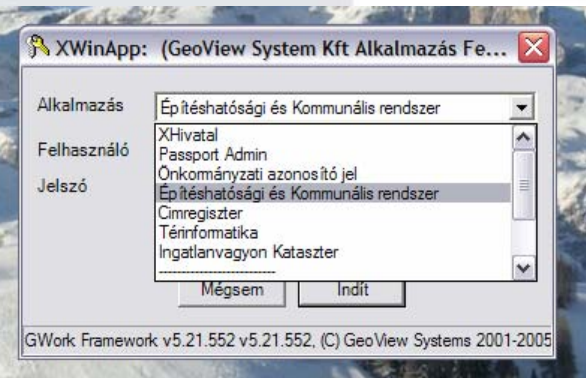 XWinApp: (GeoView System Kft Alkalmazás Fe...
Alkalmazás Építéshatósági és Kommunális rendszer
XHivatal
Felhasználó Passport Admin
Önkormányzati azonosító jel
Jelszó Építéshatósági és Kommunális rendszer
Cimregiszter
Térinformatika
Ingatlanvagyon Kataszter
--------------------------
Mégsem Indít
GWork Framework v5.21.552 v5.21.552, (C) GeoView Systems 2001-2005